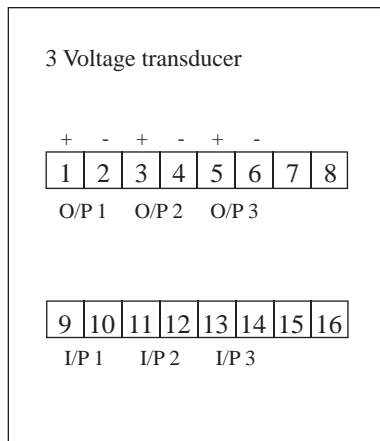 3 Voltage transducer
+ - + - + -
1 2 3 4 5 6 7 8
O/P 1 O/P 2 O/P 3
9 10 11 12 13 14 15 16
I/P 1 I/P 2 I/P 3